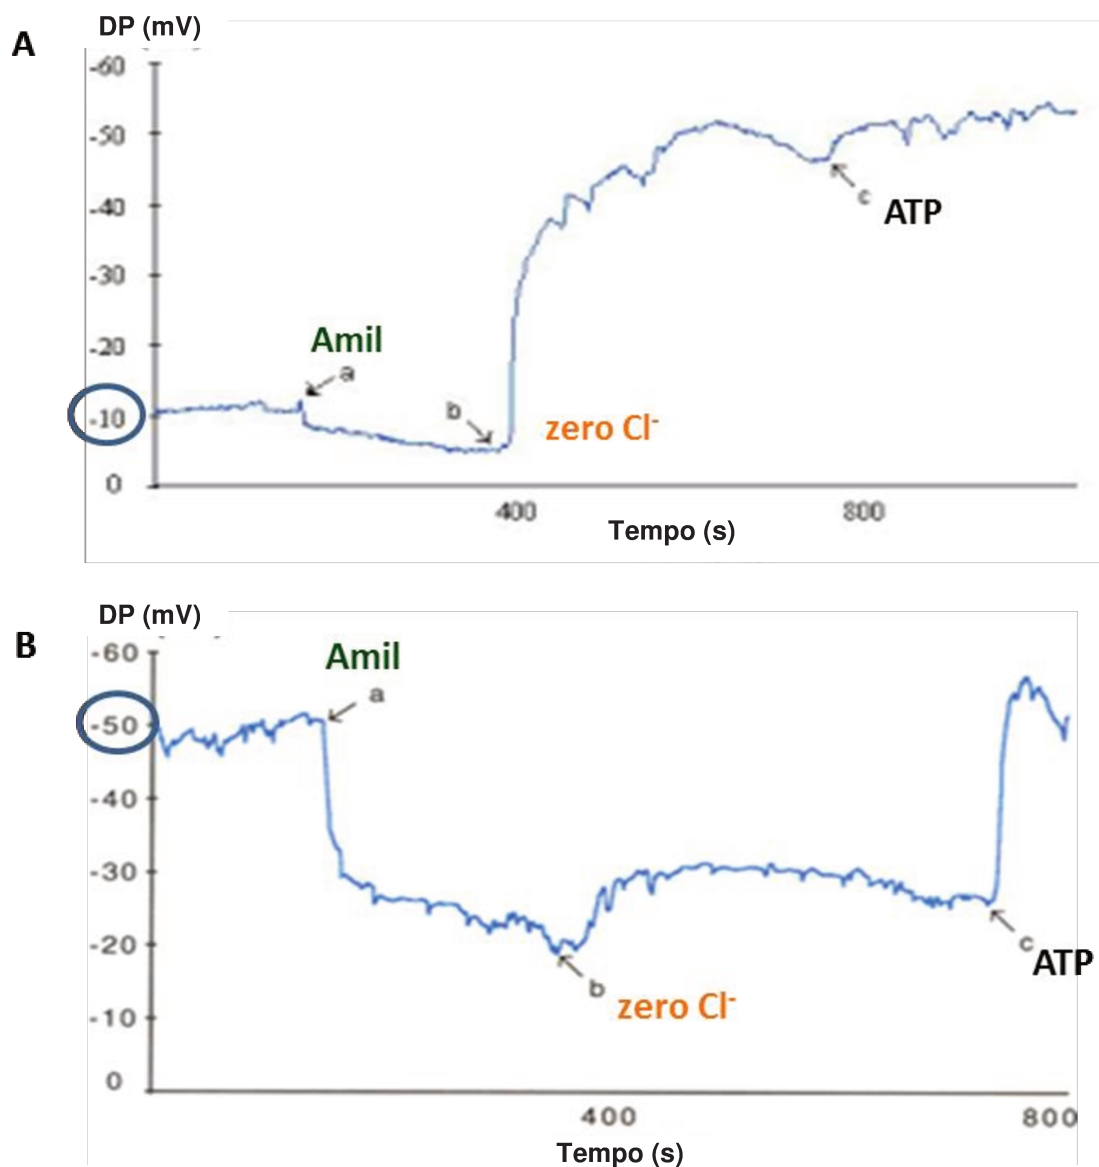 A
DP (mV)
-60
-50
-40
-30
-20
-10
0
Amil
a
b
zero Cl-
c
ATP
400
800
Tempo (s)
B
DP (mV)
-60
-50
-40
-30
-20
-10
0
Amil
a
b
zero Cl-
c
ATP
400
800
Tempo (s)